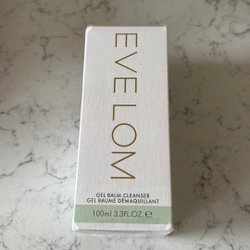 EVE LOM
GEL BALM CLEANSER
GEL BAUME DÉMAQUILLANT
100ml 3.3FL.OZ. ℮